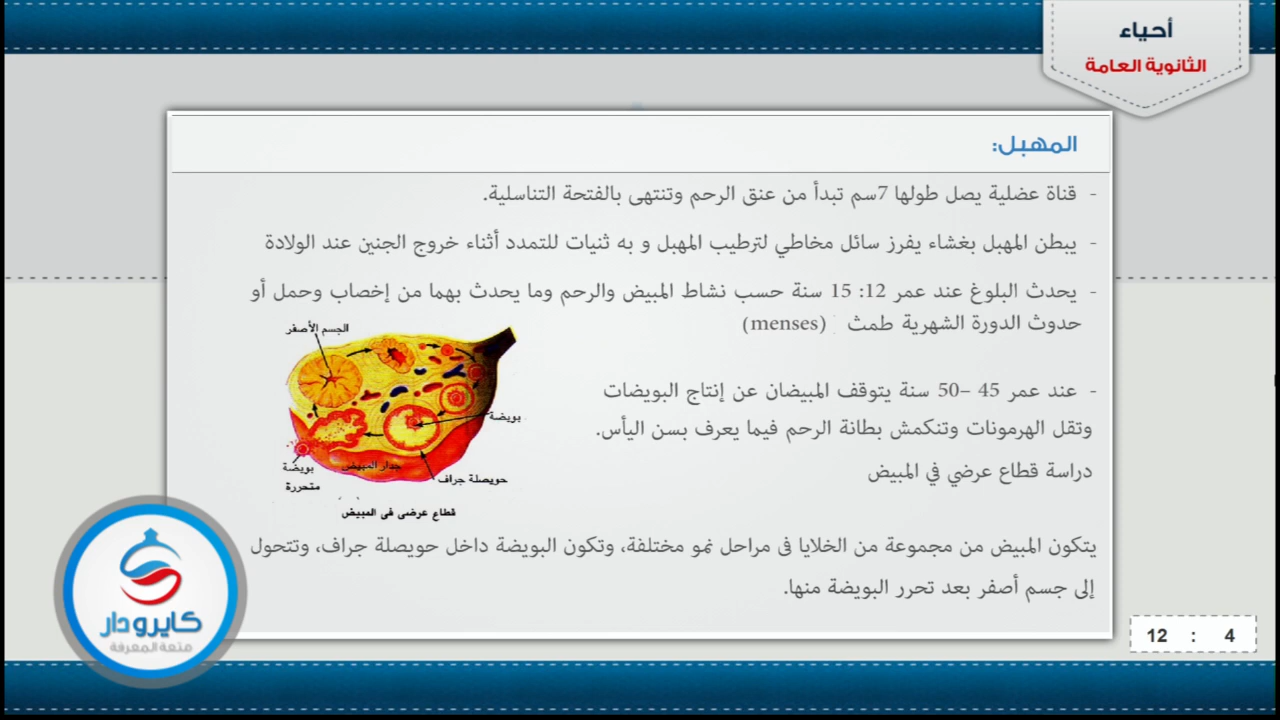 أحياء
الثانوية العامة
المهبل:
- قناة عضلية يصل طولها 7سم تبدأ من عنق الرحم وتنتهى بالفتحة التناسلية.
- يبطن المهبل بغشاء يفرز سائل مخاطي لترطيب المهبل و به ثنيات للتمدد أثناء خروج الجنين عند الولادة
- يحدث البلوغ عند عمر 12: 15 سنة حسب نشاط المبيض والرحم وما يحدث بهما من إخصاب وحمل أو
حدوث الدورة الشهرية طمث (menses)
- عند عمر 45 –50 سنة يتوقف المبيضان عن إنتاج البويضات
وتقل الهرمونات وتنكمش بطانة الرحم فيما يعرف بسن اليأس.
دراسة قطاع عرضي في المبيض
الجسم الأصفر
بويضة
جدار المبيض
بويضة
متحررة
حويصلة جراف
قطاع عرضى فى المبيض
يتكون المبيض من مجموعة من الخلايا فى مراحل نمو مختلفة، وتكون البويضة داخل حويصلة جراف، وتتحول
إلى جسم أصفر بعد تحرر البويضة منها.
كايرودار
متعة المعرفة
12 : 4